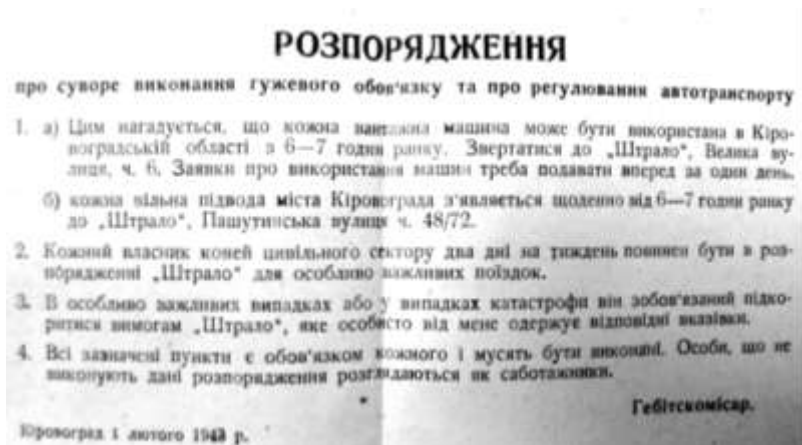 РОЗПОРЯДЖЕННЯ
про суворе виконання гужевого обов'язку та про регулювання автотранспорту
1. а) Цим нагадується, що кожна вантажна машина може бути використана в Кіро-
воградській області з 6—7 годин ранку. Звертатися до „Штрало“, Велика ву-
лиця, ч. 6. Заявки про використання машин треба подавати вперед за один день.
б) кожна вільна підвода міста Кіровограда з'являється щоденно від 6—7 годин ранку
до „Штрало“, Пашутинська вулиця ч. 48/72.
2. Кожний власник коней цивільного сектору два дні на тиждень повинен бути в роз-
порядженні „Штрало“ для особливо важливих поїздок.
3. В особливо важливих випадках або у випадках катастрофи він зобов'язаний підко-
ритися вимогам „Штрало“, яке особисто від мене одержує відповідні вказівки.
4. Всі зазначені пункти є обов'язком кожного і мусять бути виконані. Особи, що не
виконують дані розпорядження розглядаються як саботажники.
Гебітскомісар.
Кіровоград 1 лютого 1943 р.